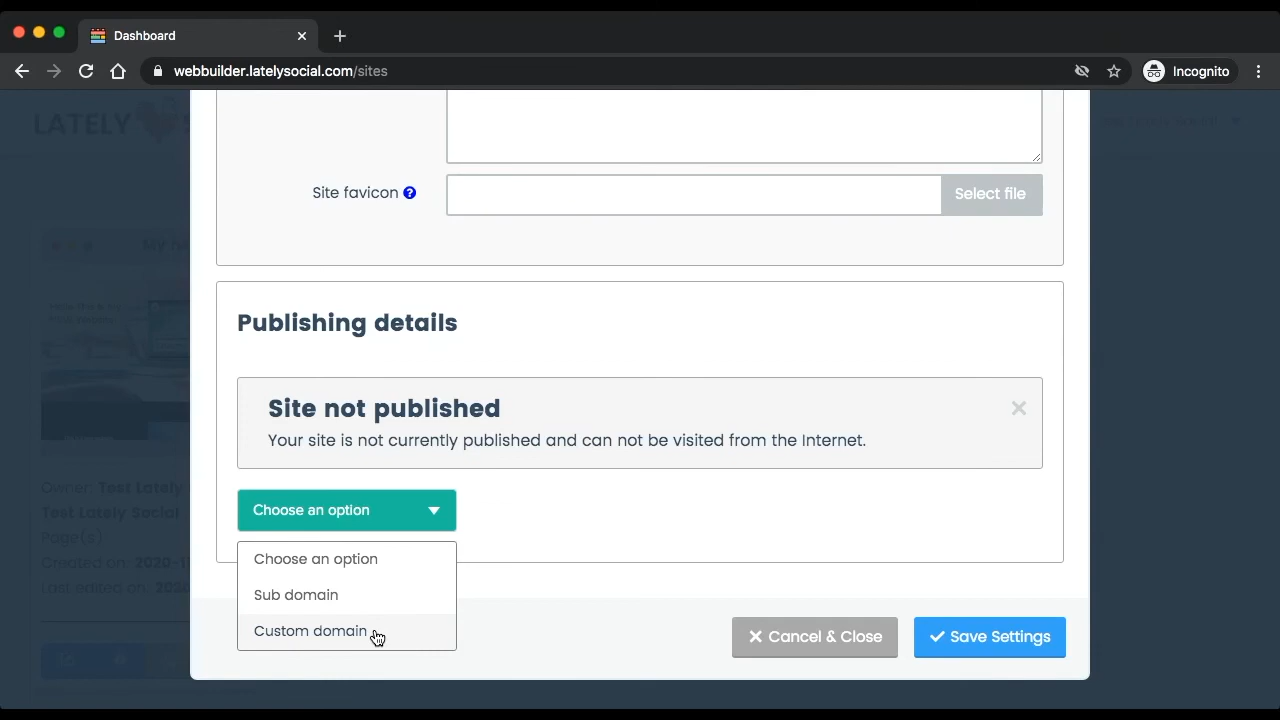 Dashboard
webbuilder.latelysocial.com/sites
Incognito
LATELY
Site favicon
Select file
Publishing details
Site not published
Your site is not currently published and can not be visited from the Internet.
Owner: Test Lately
Test Lately Social
Page(s)
Created on: 2020-1
Last edited on: 202
Choose an option
Choose an option
Sub domain
Custom domain
Cancel & Close
Save Settings